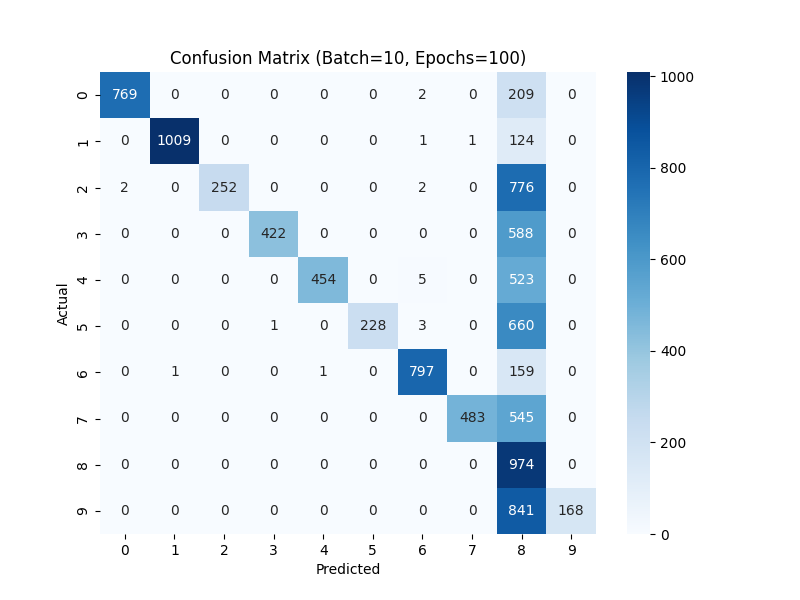 Confusion Matrix (Batch=10, Epochs=100)
0 769 0 0 0 0 0 2 0 209 0
1 0 1009 0 0 0 0 1 1 124 0
2 2 0 252 0 0 0 2 0 776 0
3 0 0 0 422 0 0 0 0 588 0
4 0 0 0 0 454 0 5 0 523 0
5 0 0 0 1 0 228 3 0 660 0
6 0 1 0 0 1 0 797 0 159 0
7 0 0 0 0 0 0 0 483 545 0
8 0 0 0 0 0 0 0 0 974 0
9 0 0 0 0 0 0 0 0 841 168
0 1 2 3 4 5 6 7 8 9
Predicted
Actual
1000
800
600
400
200
0